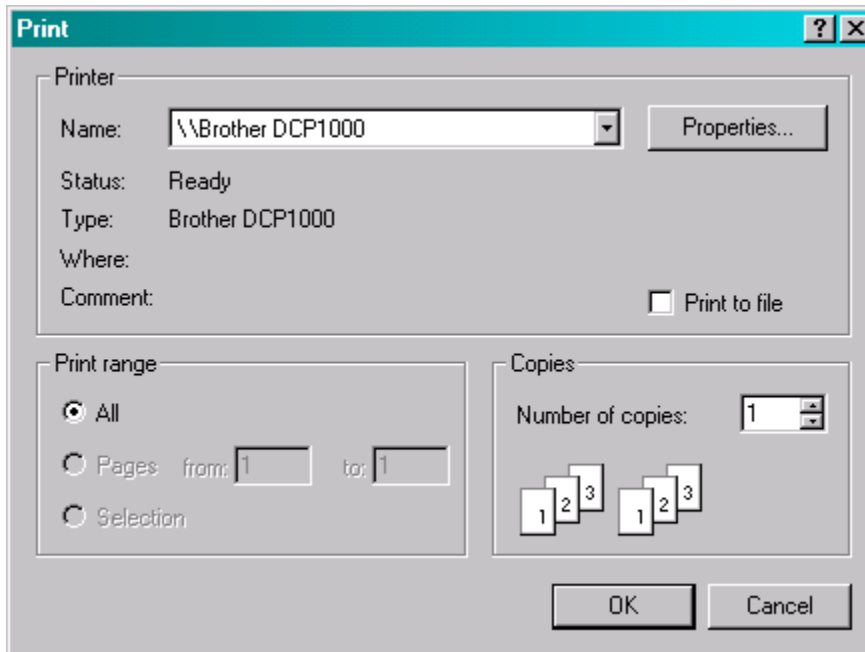 Print
Printer
Name: \\Brother DCP1000 Properties...
Status: Ready
Type: Brother DCP1000
Where:
Comment: Print to file
Print range
All
Pages from: 1 to: 1
Selection
Copies
Number of copies: 1
1 2 3 1 2 3
OK Cancel